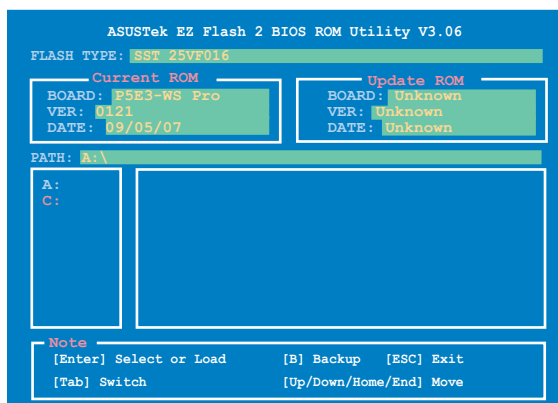 ASUSTek EZ Flash 2 BIOS ROM Utility V3.06
FLASH TYPE: SST 25VF016
Current ROM
BOARD: P5E3-WS Pro
VER: 0121
DATE: 09/05/07
Update ROM
BOARD: Unknown
VER: Unknown
DATE: Unknown
PATH: A:\
A:
C:
Note
[Enter] Select or Load [B] Backup [ESC] Exit
[Tab] Switch [Up/Down/Home/End] Move